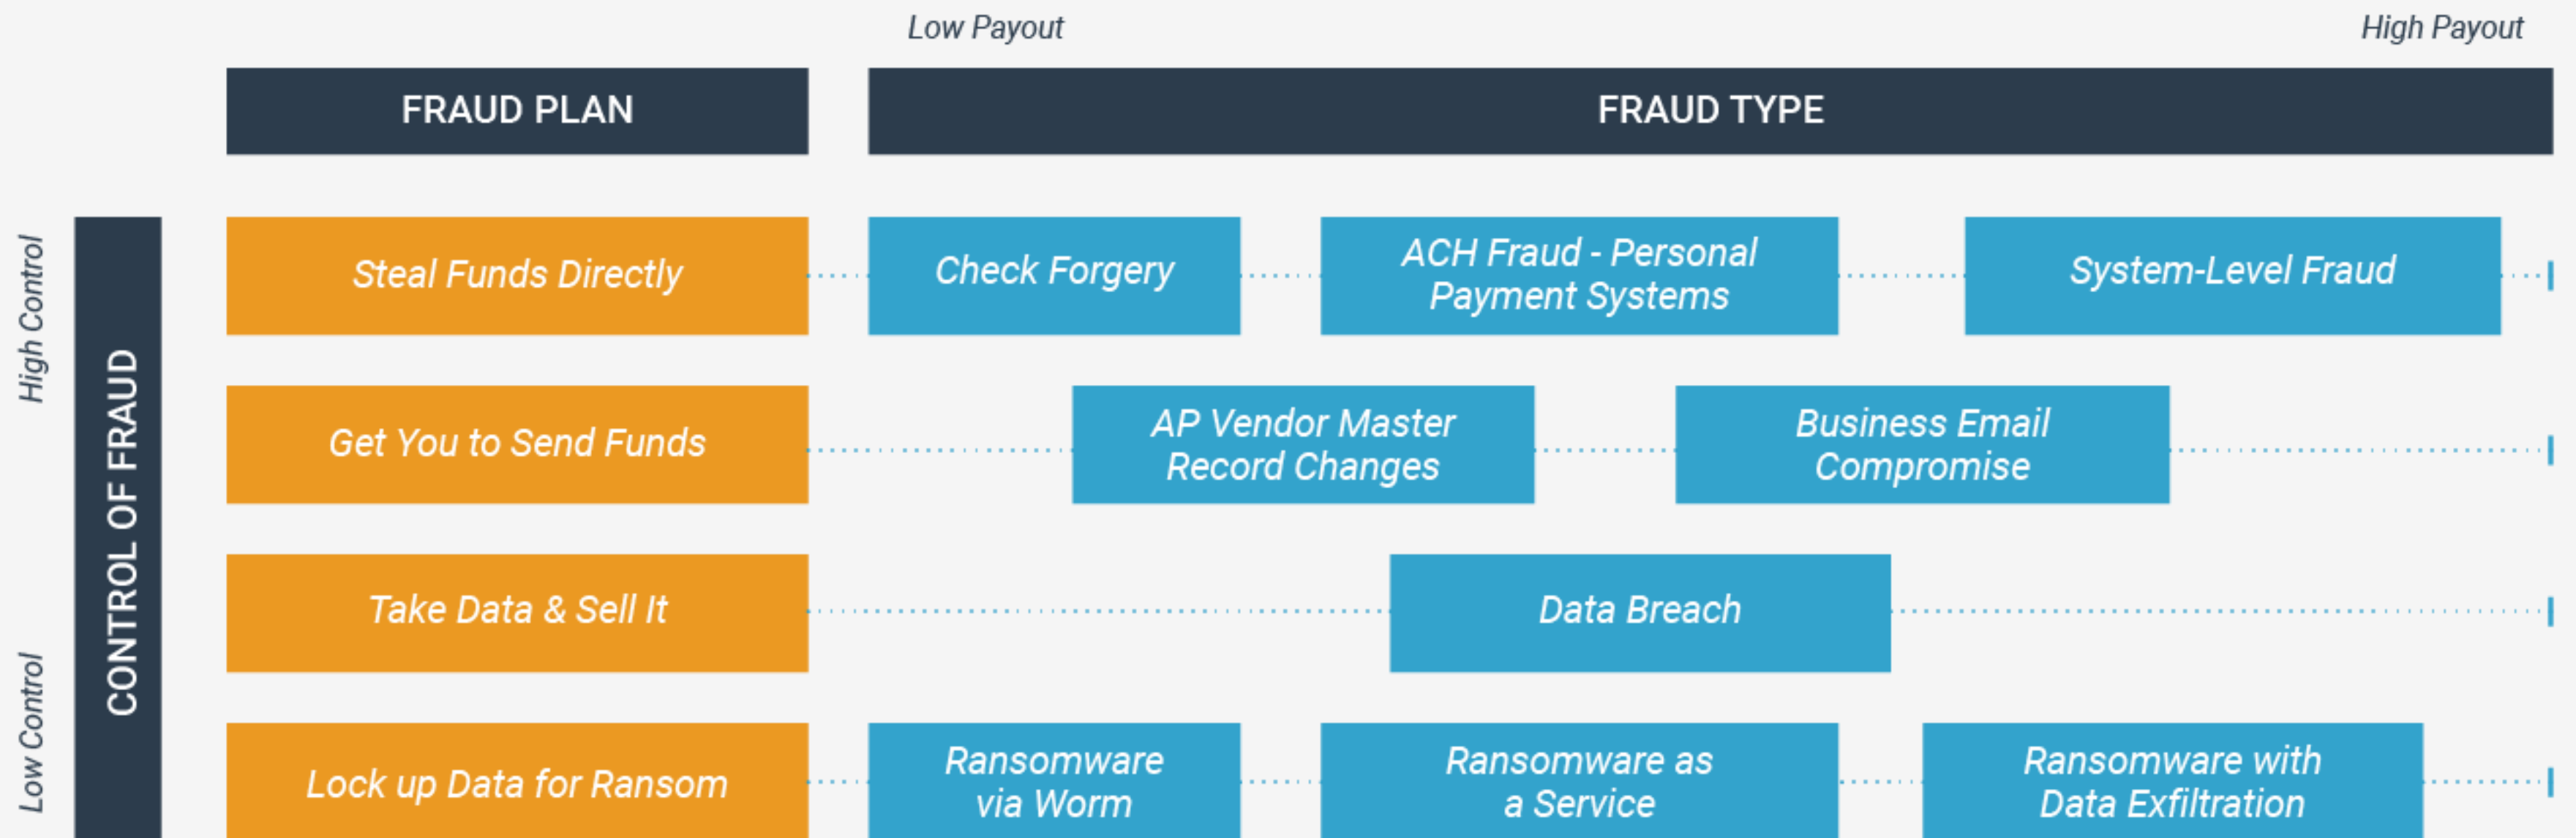 Low Payout
High Payout
FRAUD PLAN
FRAUD TYPE
High Control
CONTROL OF FRAUD
Low Control
Steal Funds Directly
Check Forgery
ACH Fraud - Personal
Payment Systems
System-Level Fraud
Get You to Send Funds
AP Vendor Master
Record Changes
Business Email
Compromise
Take Data & Sell It
Data Breach
Lock up Data for Ransom
Ransomware
via Worm
Ransomware as
a Service
Ransomware with
Data Exfiltration